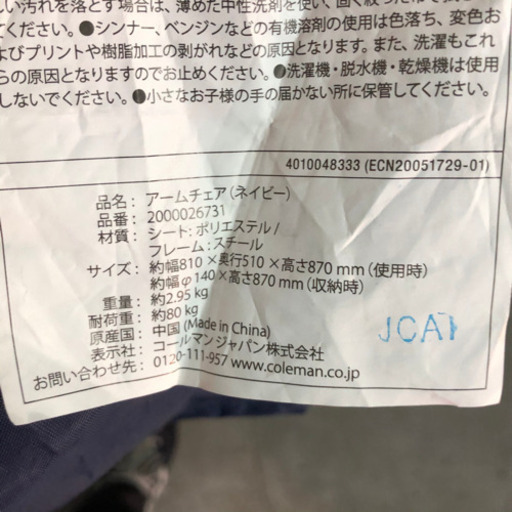 い汚れを落とす場合は、薄めた中性洗剤を使い、固く絞った
ください。●シンナー、ベンジンなどの有機溶剤の使用は色落ち、変色お
よびプリントや樹脂加工の剥がれなどの原因となります。また、洗濯もこれ
らの原因となりますのでお止めください。●洗濯機・脱水機・乾燥機は使用
しないでください。●小さなお子様の手の届かない所に保管してください。
4010048333 (ECN20051729-01)
品名：アームチェア（ネイビー）
品番：2000026731
材質：シート：ポリエステル/
フレーム：スチール
サイズ：約幅810×奥行510×高さ870mm（使用時）
約幅φ140×高さ870mm（収納時）
重量：約2.95kg
耐荷重：約80kg
原産国：中国 (Made in China)
表示社：コールマンジャパン株式会社
お問い合わせ先：0120-111-957 www.coleman.co.jp